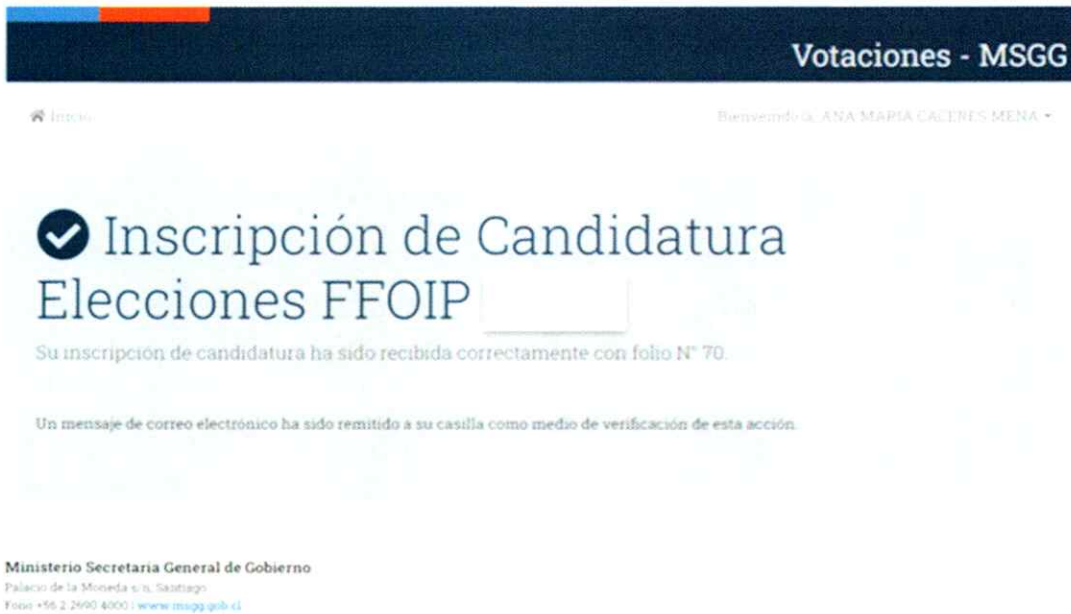 Votaciones - MSGG
Inicio
Bienvenido/a, ANA MARIA CACERES MENA
Inscripción de Candidatura
Elecciones FFOIP
Su inscripción de candidatura ha sido recibida correctamente con folio N° 70.
Un mensaje de correo electrónico ha sido remitido a su casilla como medio de verificación de esta acción.
Ministerio Secretaria General de Gobierno
Palacio de la Moneda s/n, Santiago
Fono +56 2 2690 4000 | www.msgg.gob.cl